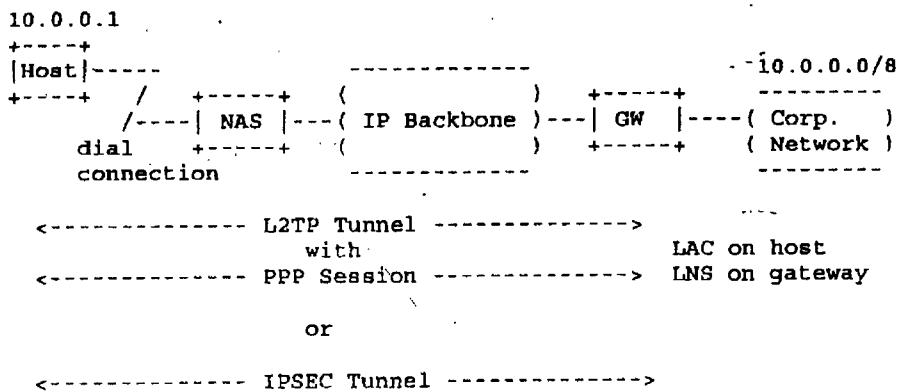 10.0.0.1
+----+
|Host|-----    -------------    10.0.0.0/8
+----+ / +-----+ ( ) +-----+ ---------
/----| NAS |---( IP Backbone )---| GW |----( Corp. )
dial +-----+ ( ) +-----+ ( Network )
connection ------------- ---------
<-------------- L2TP Tunnel -------------->
with LAC on host
<-------------- PPP Session --------------> LNS on gateway
or
<-------------- IPSEC Tunnel -------------->